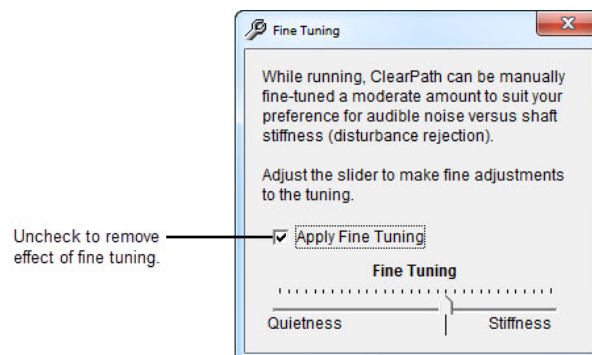 Fine Tuning
While running, ClearPath can be manually
fine-tuned a moderate amount to suit your
preference for audible noise versus shaft
stiffness (disturbance rejection).
Adjust the slider to make fine adjustments
to the tuning.
Uncheck to remove
effect of fine tuning.
Apply Fine Tuning
Fine Tuning
Quietness
Stiffness